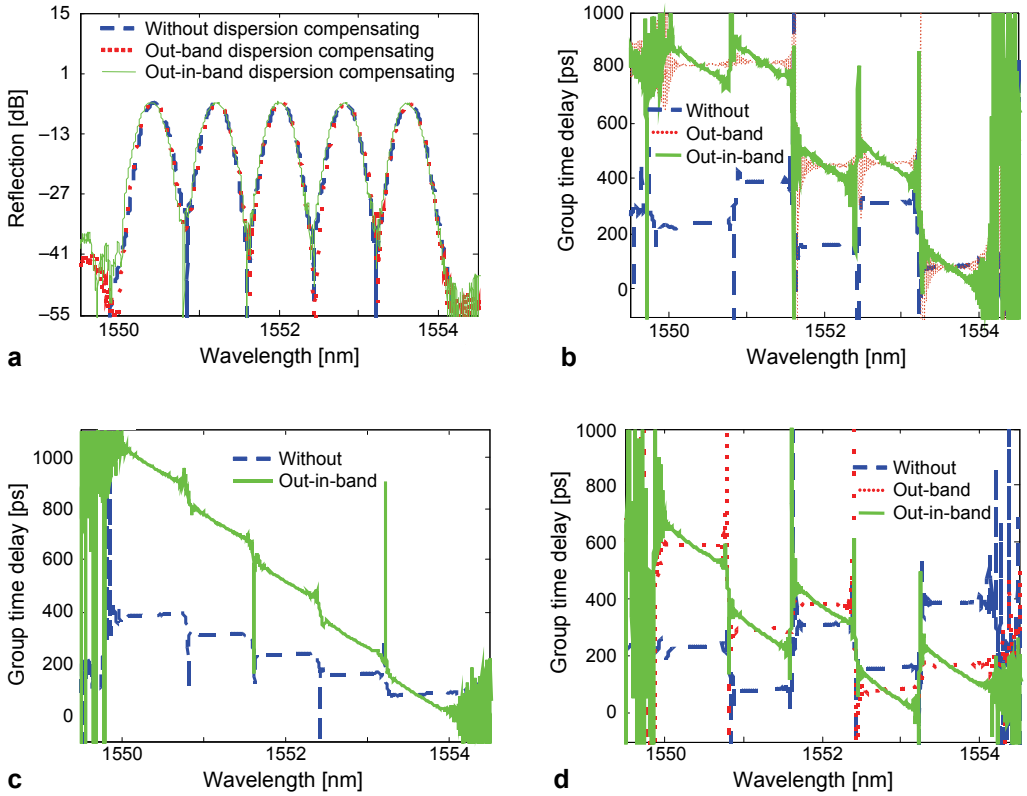 15
1
–13
–27
–41
–55
Reflection [dB]
Without dispersion compensating
Out-band dispersion compensating
Out-in-band dispersion compensating
1550
1552
1554
Wavelength [nm]
a
1000
800
600
400
200
0
Group time delay [ps]
Without
Out-band
Out-in-band
1550
1552
1554
Wavelength [nm]
b
1000
800
600
400
200
0
Group time delay [ps]
Without
Out-in-band
1550
1552
1554
Wavelength [nm]
c
1000
800
600
400
200
0
Group time delay [ps]
Without
Out-band
Out-in-band
1550
1552
1554
Wavelength [nm]
d